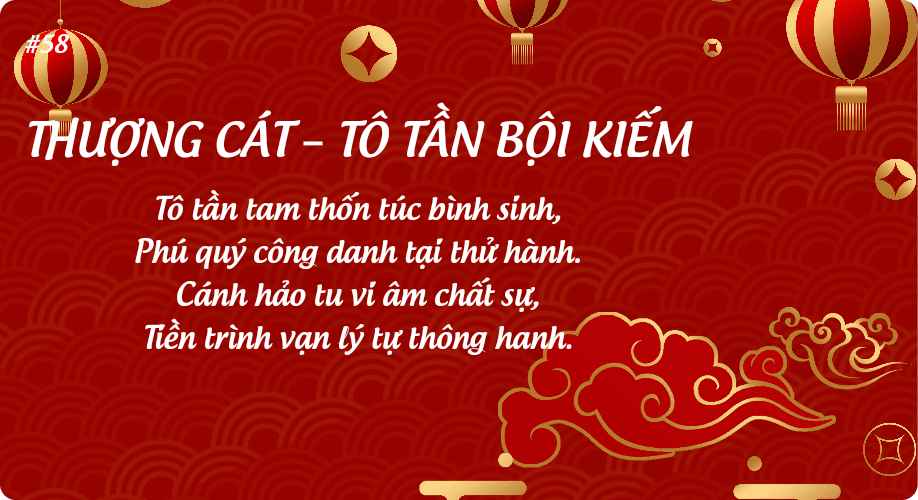 #58
THƯỢNG CÁT – TÔ TẦN BỘI KIẾM
Tô tần tam thốn túc bình sinh,
Phú quý công danh tại thử hành.
Cánh hảo tu vi âm chất sự,
Tiền trình vạn lý tự thông hanh.